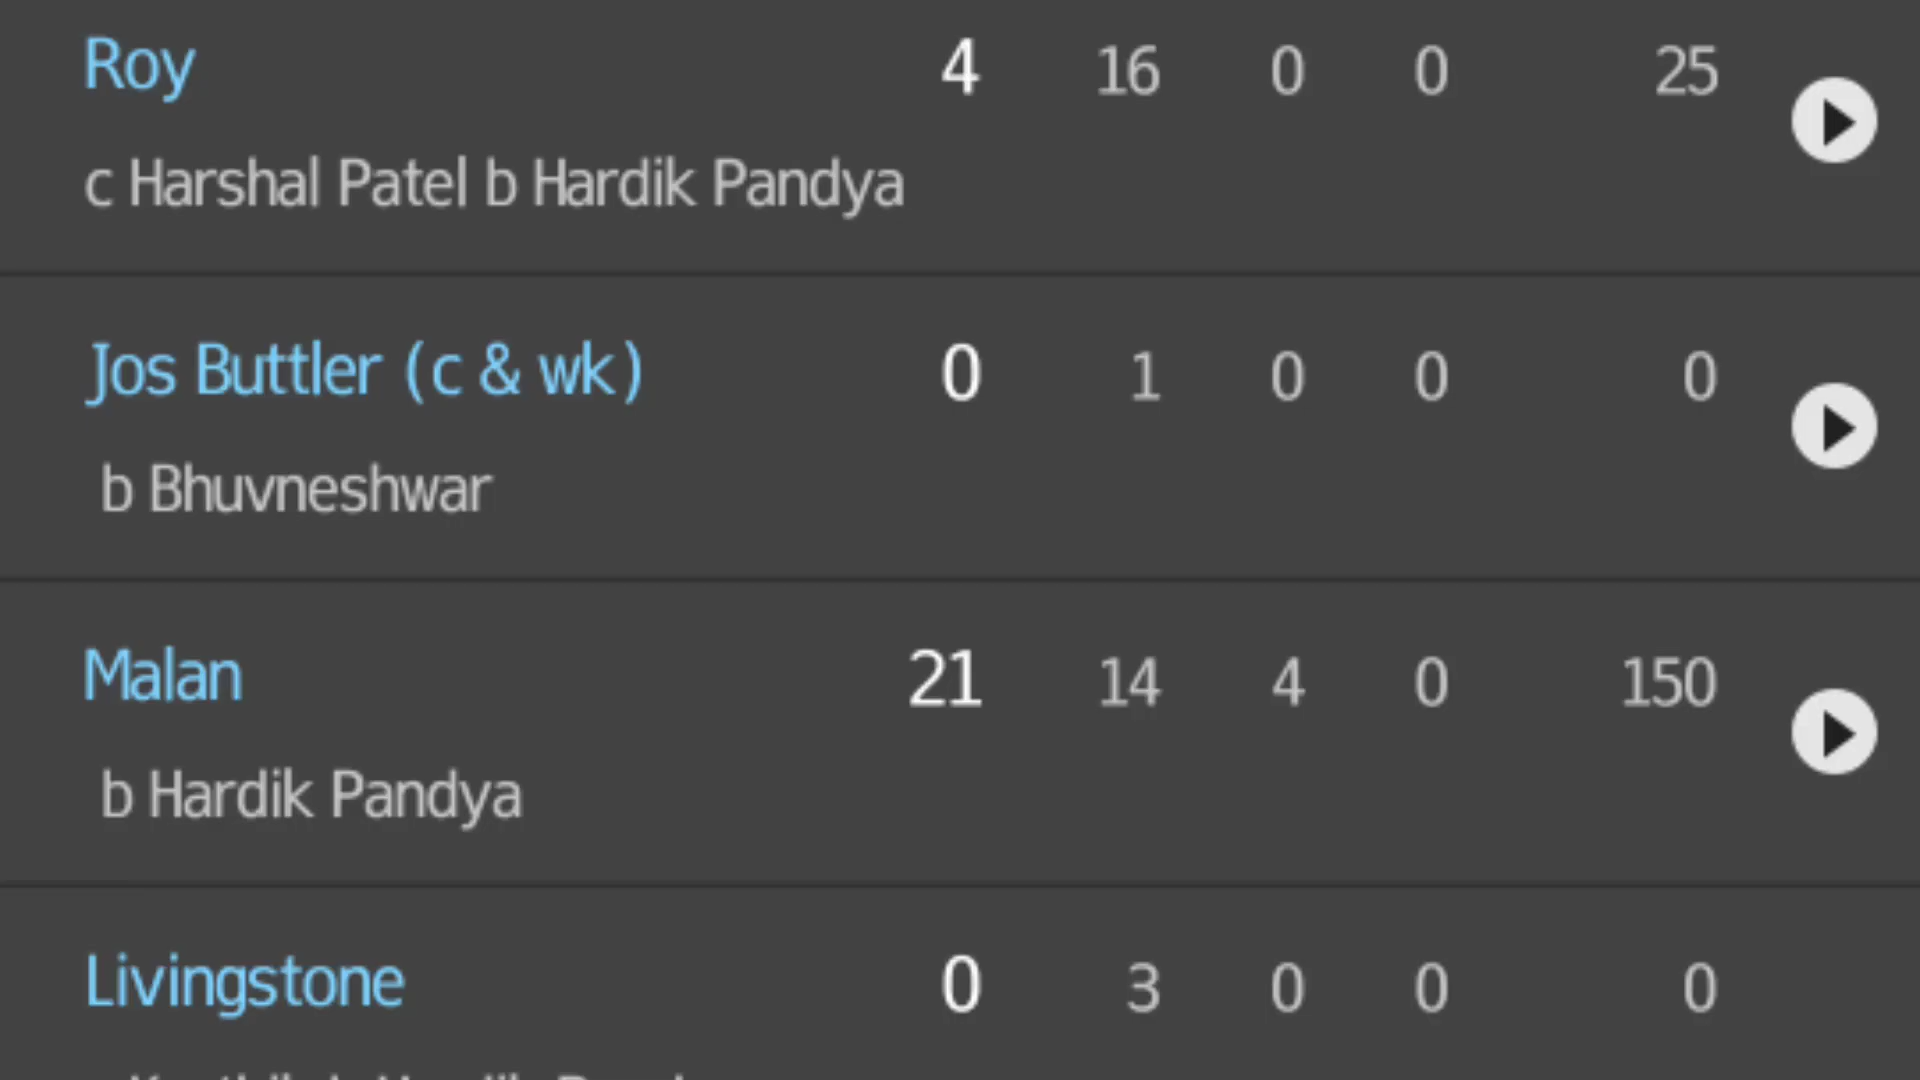 Roy 4 16 0 0 25
c Harshal Patel b Hardik Pandya
Jos Buttler (c & wk) 0 1 0 0 0
b Bhuvneshwar
Malan 21 14 4 0 150
b Hardik Pandya
Livingstone 0 3 0 0 0